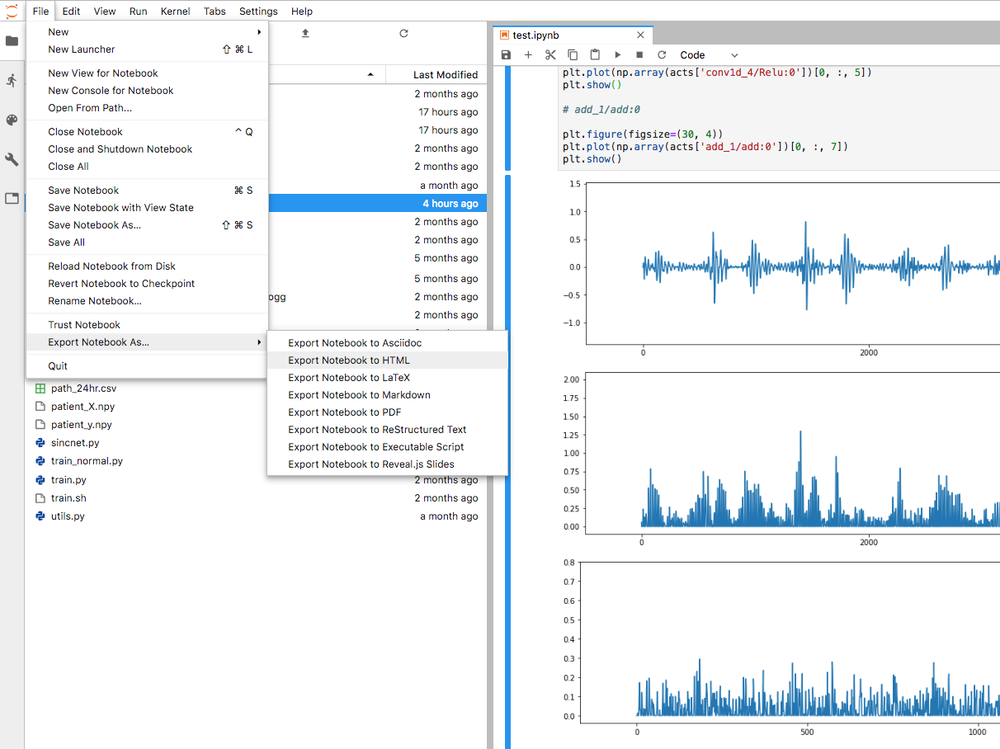 File Edit View Run Kernel Tabs Settings Help
New
New Launcher ⇧ ⌘ L
New View for Notebook
New Console for Notebook
Open From Path...
Close Notebook ^ Q
Close and Shutdown Notebook
Close All
Save Notebook ⌘ S
Save Notebook with View State
Save Notebook As... ⇧ ⌘ S
Save All
Reload Notebook from Disk
Revert Notebook to Checkpoint
Rename Notebook...
Trust Notebook
Export Notebook As...
Quit
Export Notebook to Asciidoc
Export Notebook to HTML
Export Notebook to LaTeX
Export Notebook to Markdown
Export Notebook to PDF
Export Notebook to ReStructured Text
Export Notebook to Executable Script
Export Notebook to Reveal.js Slides
Last Modified
2 months ago
17 hours ago
17 hours ago
2 months ago
2 months ago
a month ago
4 hours ago
2 months ago
2 months ago
5 months ago
5 months ago
ogg 2 months ago
2 months ago
path_24hr.csv
patient_X.npy
patient_y.npy
sincnet.py
train_normal.py
train.py 2 months ago
train.sh 2 months ago
utils.py a month ago
test.ipynb
Code
plt.plot(np.array(acts['conv1d_4/Relu:0'])[0, :, 5])
plt.show()
# add_1/add:0
plt.figure(figsize=(30, 4))
plt.plot(np.array(acts['add_1/add:0'])[0, :, 7])
plt.show()
1.5
1.0
0.5
0.0
−0.5
−1.0
0 2000
2.00
1.75
1.50
1.25
1.00
0.75
0.50
0.25
0.00
0 2000
0.8
0.7
0.6
0.5
0.4
0.3
0.2
0.1
0.0
0 500 1000